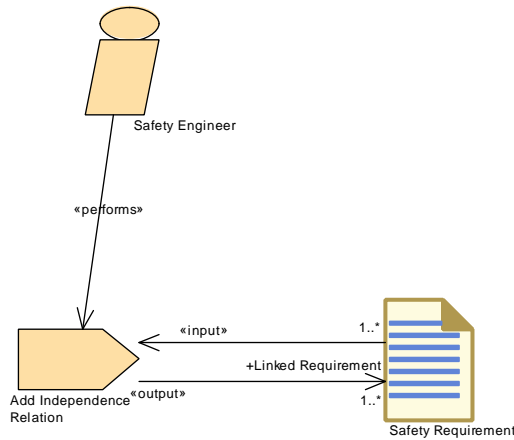 Safety Engineer
«performs»
«input»
1..*
+Linked Requirement
Add Independence
Relation
«output»
1..*
Safety Requirement